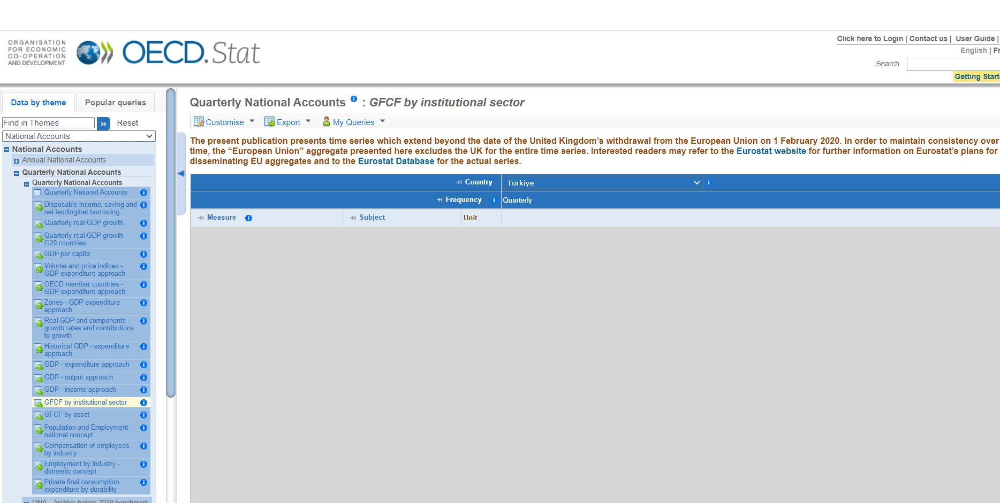 ORGANISATION
FOR ECONOMIC
CO-OPERATION
AND DEVELOPMENT
OECD.Stat
Click here to Login | Contact us | User Guide |
English | Fr
Search
Getting Start
Data by theme
Popular queries
Find in Themes
»
Reset
National Accounts
National Accounts
Annual National Accounts
Quarterly National Accounts
Quarterly National Accounts
Quarterly National Accounts
Disposable income, saving and
net lending/net borrowing
Quarterly real GDP growth
Quarterly real GDP growth -
G20 countries
GDP per capita
Volume and price indices -
GDP expenditure approach
OECD member countries -
GDP expenditure approach
Zones - GDP expenditure
approach
Real GDP and components -
growth rates and contributions
to growth
Historical GDP - expenditure
approach
GDP - expenditure approach
GDP - output approach
GDP - income approach
GFCF by institutional sector
GFCF by asset
Population and Employment -
national concept
Compensation of employees
by industry
Employment by industry -
domestic concept
Private final consumption
expenditure by durability
QNA - Archive before 2019 benchmark
Quarterly National Accounts : GFCF by institutional sector
Customise
Export
My Queries
The present publication presents time series which extend beyond the date of the United Kingdom’s withdrawal from the European Union on 1 February 2020. In order to maintain consistency over
time, the “European Union” aggregate presented here excludes the UK for the entire time series. Interested readers may refer to the Eurostat website for further information on Eurostat’s plans for
disseminating EU aggregates and to the Eurostat Database for the actual series.
Country
Türkiye
Frequency
Quarterly
Measure
Subject
Unit